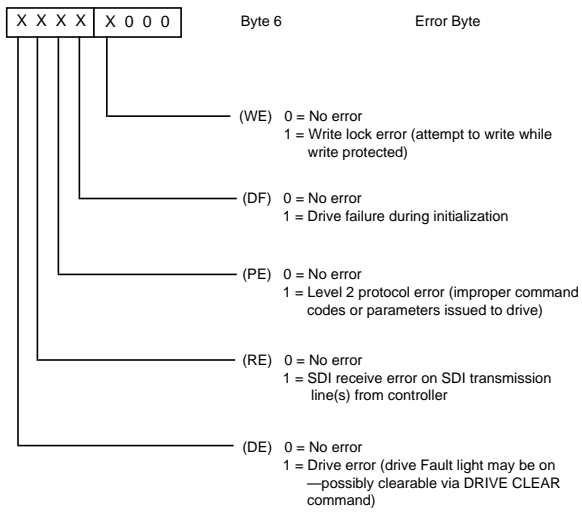 X X X X X 0 0 0 Byte 6 Error Byte
(WE) 0 = No error
1 = Write lock error (attempt to write while
write protected)
(DF) 0 = No error
1 = Drive failure during initialization
(PE) 0 = No error
1 = Level 2 protocol error (improper command
codes or parameters issued to drive)
(RE) 0 = No error
1 = SDI receive error on SDI transmission
line(s) from controller
(DE) 0 = No error
1 = Drive error (drive Fault light may be on
—possibly clearable via DRIVE CLEAR
command)